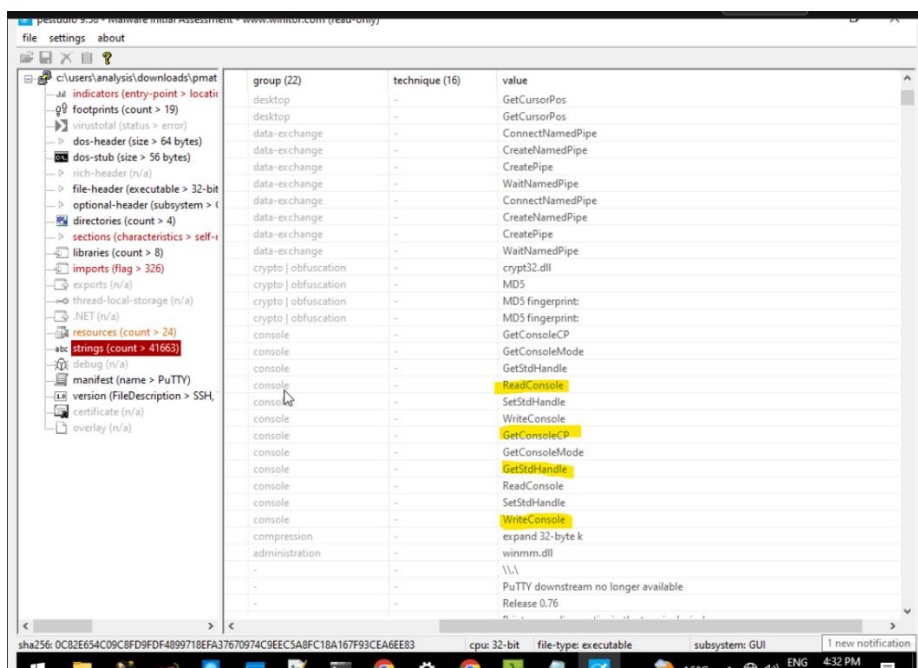 pestudio 9.58 - Malware Initial Assessment - www.winitor.com (read-only)
file settings about
c:\users\analysis\downloads\pmat
indicators (entry-point > locatic
footprints (count > 19)
virustotal (status > error)
dos-header (size > 64 bytes)
dos-stub (size > 56 bytes)
rich-header (n/a)
file-header (executable > 32-bit
optional-header (subsystem > (
directories (count > 4)
sections (characteristics > self-r
libraries (count > 8)
imports (flag > 326)
exports (n/a)
thread-local-storage (n/a)
.NET (n/a)
resources (count > 24)
abc strings (count > 41663)
debug (n/a)
manifest (name > PuTTY)
version (FileDescription > SSH,
certificate (n/a)
overlay (n/a)
group (22) technique (16) value
desktop - GetCursorPos
desktop - GetCursorPos
data-exchange - ConnectNamedPipe
data-exchange - CreateNamedPipe
data-exchange - CreatePipe
data-exchange - WaitNamedPipe
data-exchange - ConnectNamedPipe
data-exchange - CreateNamedPipe
data-exchange - CreatePipe
data-exchange - WaitNamedPipe
crypto | obfuscation - crypt32.dll
crypto | obfuscation - MD5
crypto | obfuscation - MD5 fingerprint:
crypto | obfuscation - MD5 fingerprint:
console - GetConsoleCP
console - GetConsoleMode
console - GetStdHandle
console - ReadConsole
console - SetStdHandle
console - WriteConsole
console - GetConsoleCP
console - GetConsoleMode
console - GetStdHandle
console - ReadConsole
console - SetStdHandle
console - WriteConsole
compression - expand 32-byte k
administration - winmm.dll
- - \\.\
- - PuTTY downstream no longer available
- - Release 0.76
sha256: 0C82E654C09C8FD9FDF4899718EFA37670974C9EEC5A8FC18A167F93CEA6EE83 cpu: 32-bit file-type: executable subsystem: GUI
1 new notification
ENG 4:32 PM